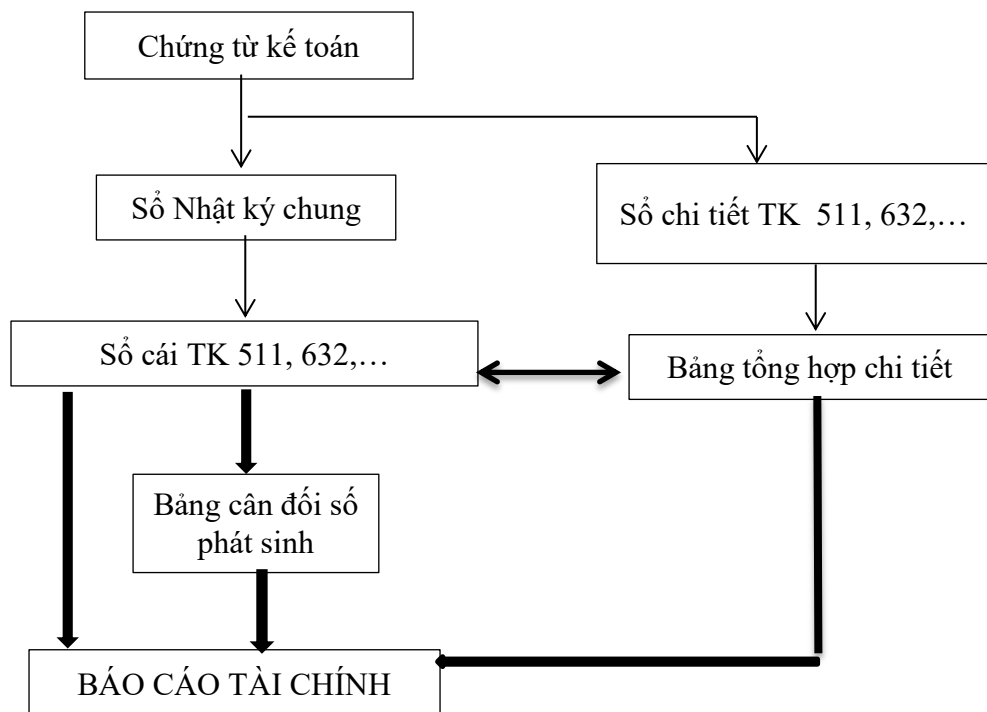 Chứng từ kế toán
Sổ Nhật ký chung
Sổ chi tiết TK 511, 632,…
Sổ cái TK 511, 632,…
Bảng tổng hợp chi tiết
Bảng cân đối số
phát sinh
BÁO CÁO TÀI CHÍNH